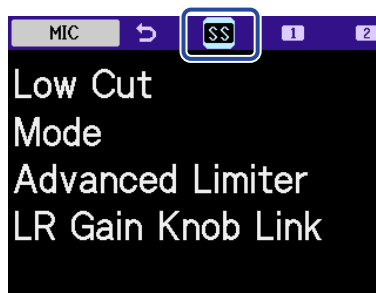 MIC SS 1 2
Low Cut
Mode
Advanced Limiter
LR Gain Knob Link